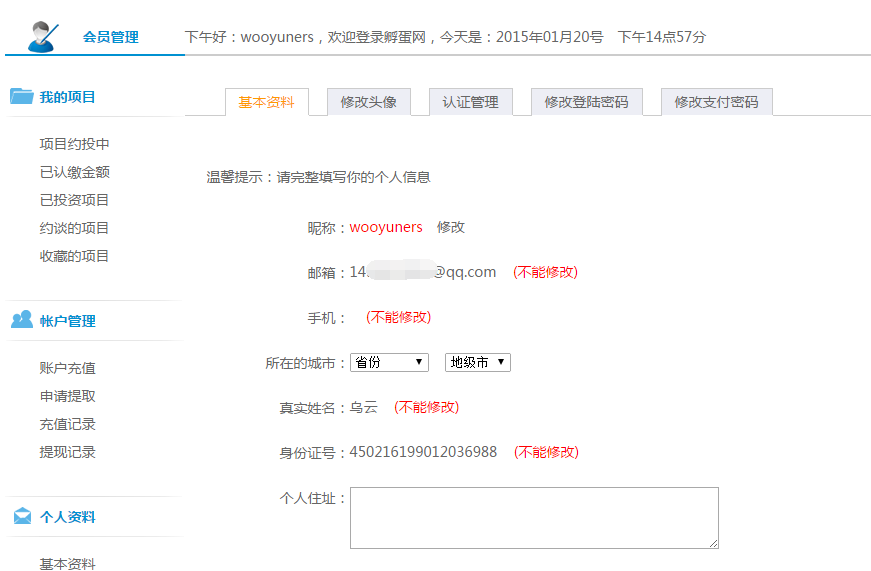 会员管理
下午好：wooyuners，欢迎登录孵蛋网，今天是：2015年01月20号 下午14点57分
我的项目
项目约投中
已认缴金额
已投资项目
约谈的项目
收藏的项目
帐户管理
账户充值
申请提取
充值记录
提现记录
个人资料
基本资料
基本资料 修改头像 认证管理 修改登陆密码 修改支付密码
温馨提示：请完整填写你的个人信息
昵称：wooyuners 修改
邮箱：14 @qq.com (不能修改)
手机： (不能修改)
所在的城市：省份 地级市
真实姓名：乌云 (不能修改)
身份证号：450216199012036988 (不能修改)
个人住址：